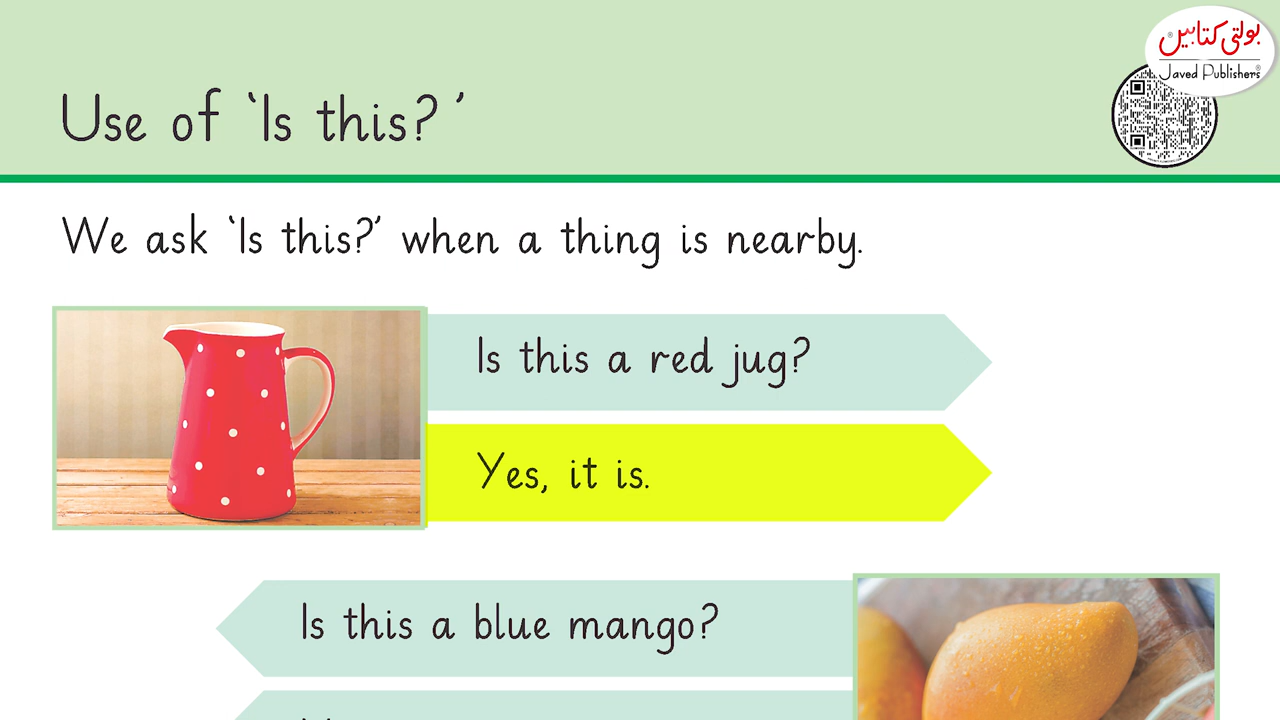 بولتی کتابیں
Javed Publishers
Use of ‘Is this? ’
We ask ‘Is this?’ when a thing is nearby.
Is this a red jug?
Yes, it is.
Is this a blue mango?